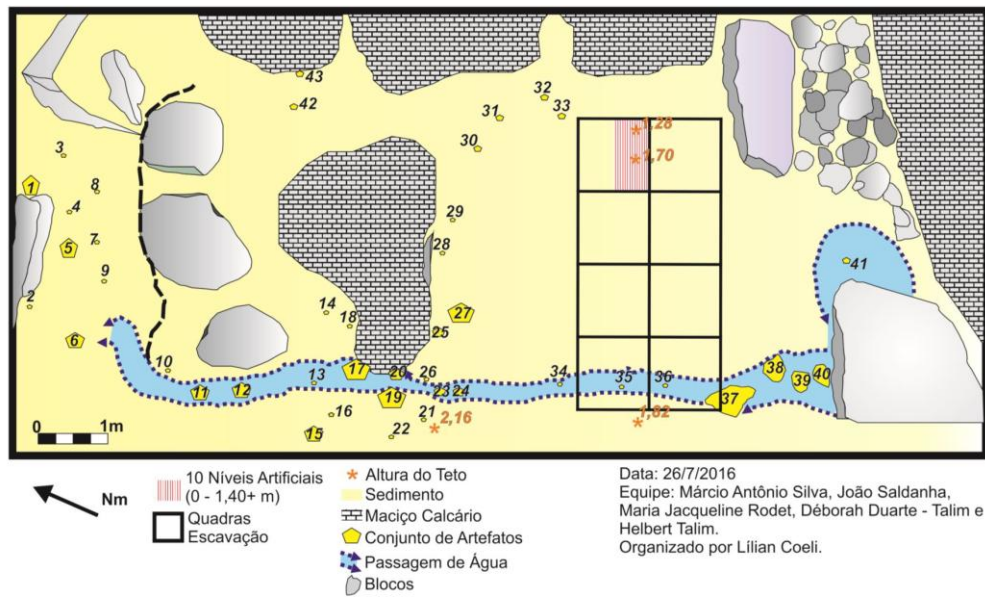 43
42
32
31
33
30
1,28
1,70
3
1
8
4
29
5
7
28
41
9
2
14
18
27
25
6
10
13
17
20
26
34
35
36
38
39
40
11
12
19
23
24
37
16
21
2,16
1,82
15
22
0
1m
Nm
10 Níveis Artificiais
(0 - 1,40+ m)
Quadras
Escavação
Altura do Teto
Sedimento
Maciço Calcário
Conjunto de Artefatos
Passagem de Água
Blocos
Data: 26/7/2016
Equipe: Márcio Antônio Silva, João Saldanha,
Maria Jacqueline Rodet, Déborah Duarte - Talim e
Helbert Talim.
Organizado por Lílian Coeli.